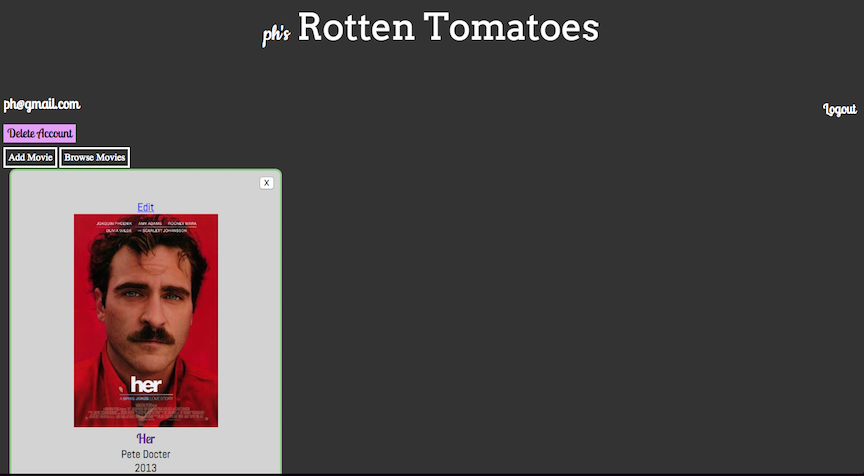 ph's Rotten Tomatoes
ph@gmail.com
Logout
Delete Account
Add Movie Browse Movies
X
Edit
JOAQUIN PHOENIX AMY ADAMS ROONEY MARA
OLIVIA WILDE AND SCARLETT JOHANSSON
her
A SPIKE JONZE LOVE STORY
Her
Pete Docter
2013